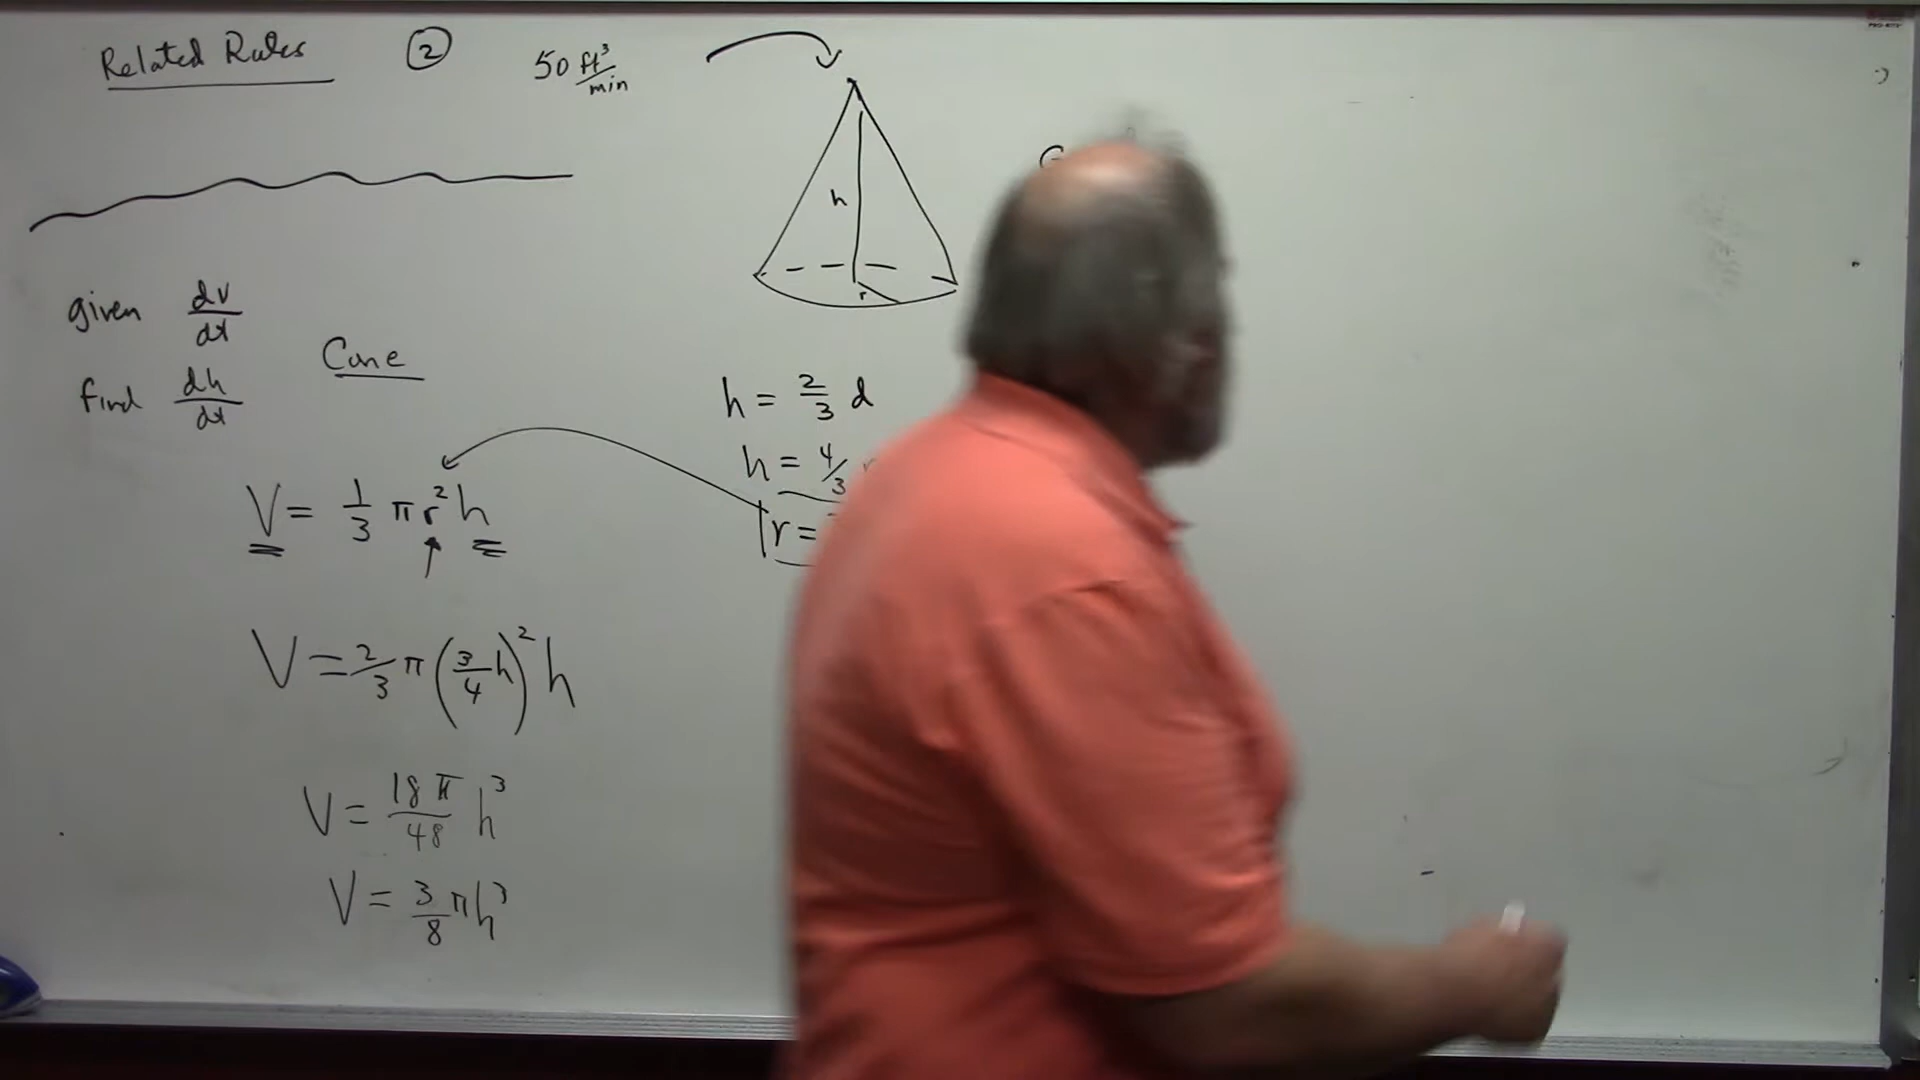 Related Rates ②
50 ft³/min
h
r
given dv/dt
find dh/dt
Cone
h = 2/3 d
h = 4/3
r =
V = 1/3 π r² h
V = 2/3 π (3/4 h)² h
V = 18π/48 h³
V = 3/8 π h³